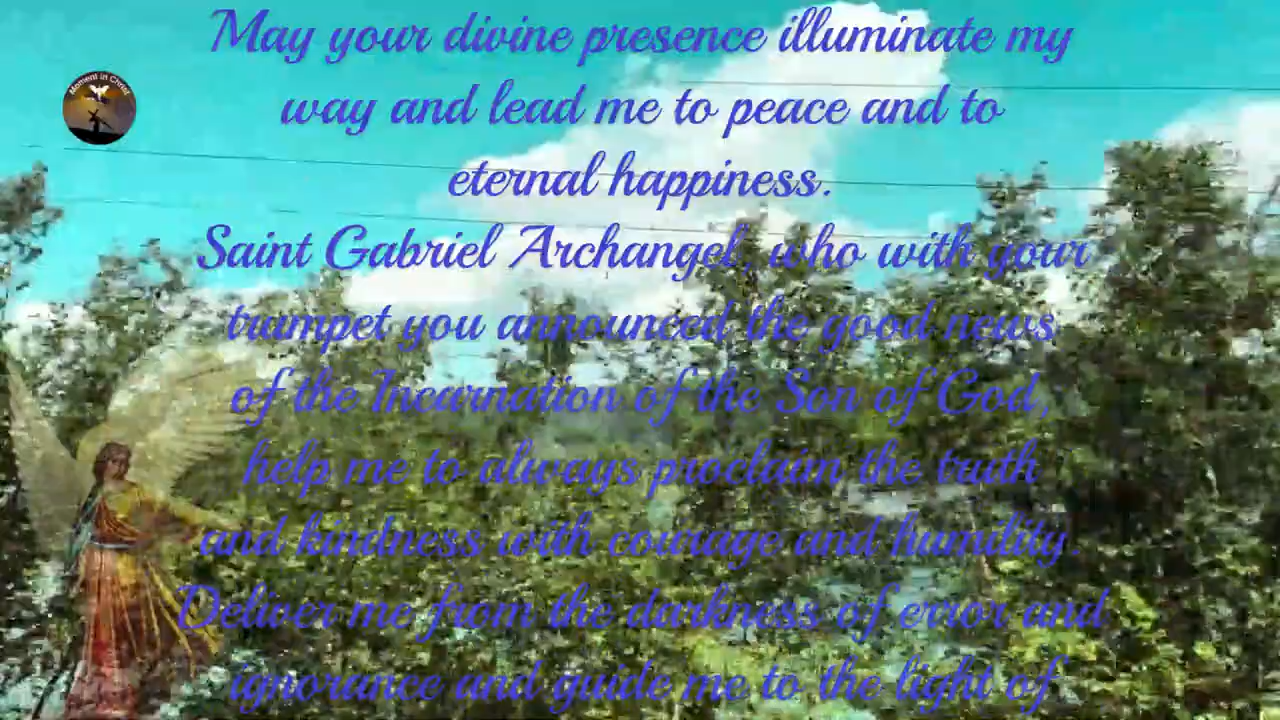 May your divine presence illuminate my
Moment in Christ
way and lead me to peace and to
eternal happiness.
Saint Gabriel Archangel, who with your
trumpet you announced the good news
of the Incarnation of the Son of God,
help me to always proclaim the truth
and kindness with courage and humility.
Deliver me from the darkness of error and
ignorance and guide me to the light of